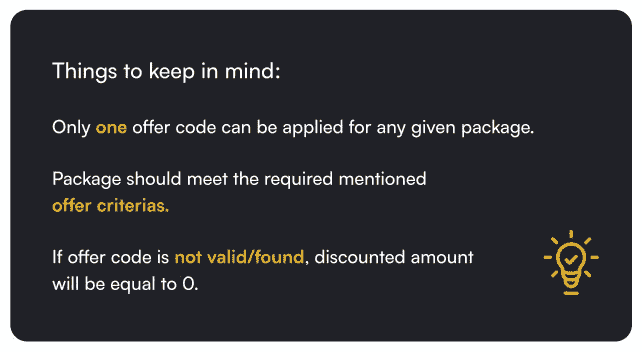 Things to keep in mind:
Only one offer code can be applied for any given package.
Package should meet the required mentioned
offer criterias.
If offer code is not valid/found, discounted amount
will be equal to 0.